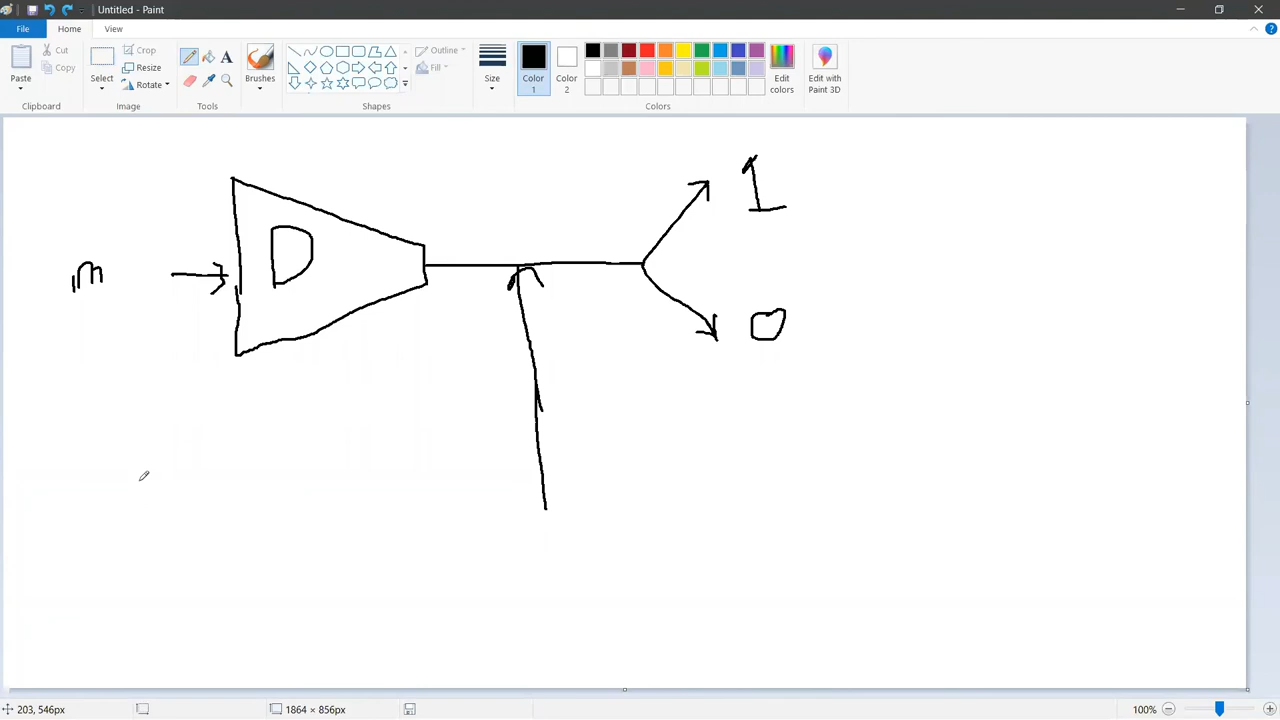 Untitled - Paint
File
Home
View
Paste
Cut
Copy
Clipboard
Select
Crop
Resize
Rotate
Image
Tools
Brushes
Outline
Fill
Shapes
Size
Color 1
Color 2
Edit colors
Edit with Paint 3D
Colors
1
D
m
0
203, 546px
1864 × 856px
100%